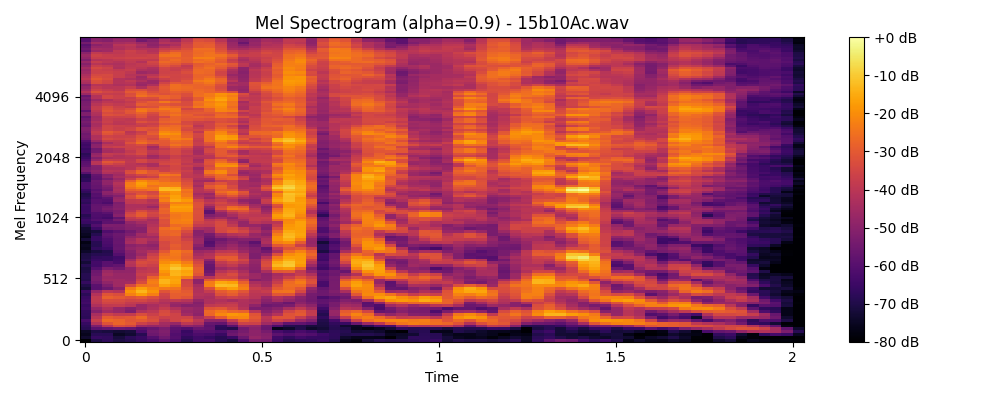 Mel Spectrogram (alpha=0.9) - 15b10Ac.wav
Mel Frequency
4096
2048
1024
512
0
0
0.5
1
1.5
2
Time
+0 dB
-10 dB
-20 dB
-30 dB
-40 dB
-50 dB
-60 dB
-70 dB
-80 dB